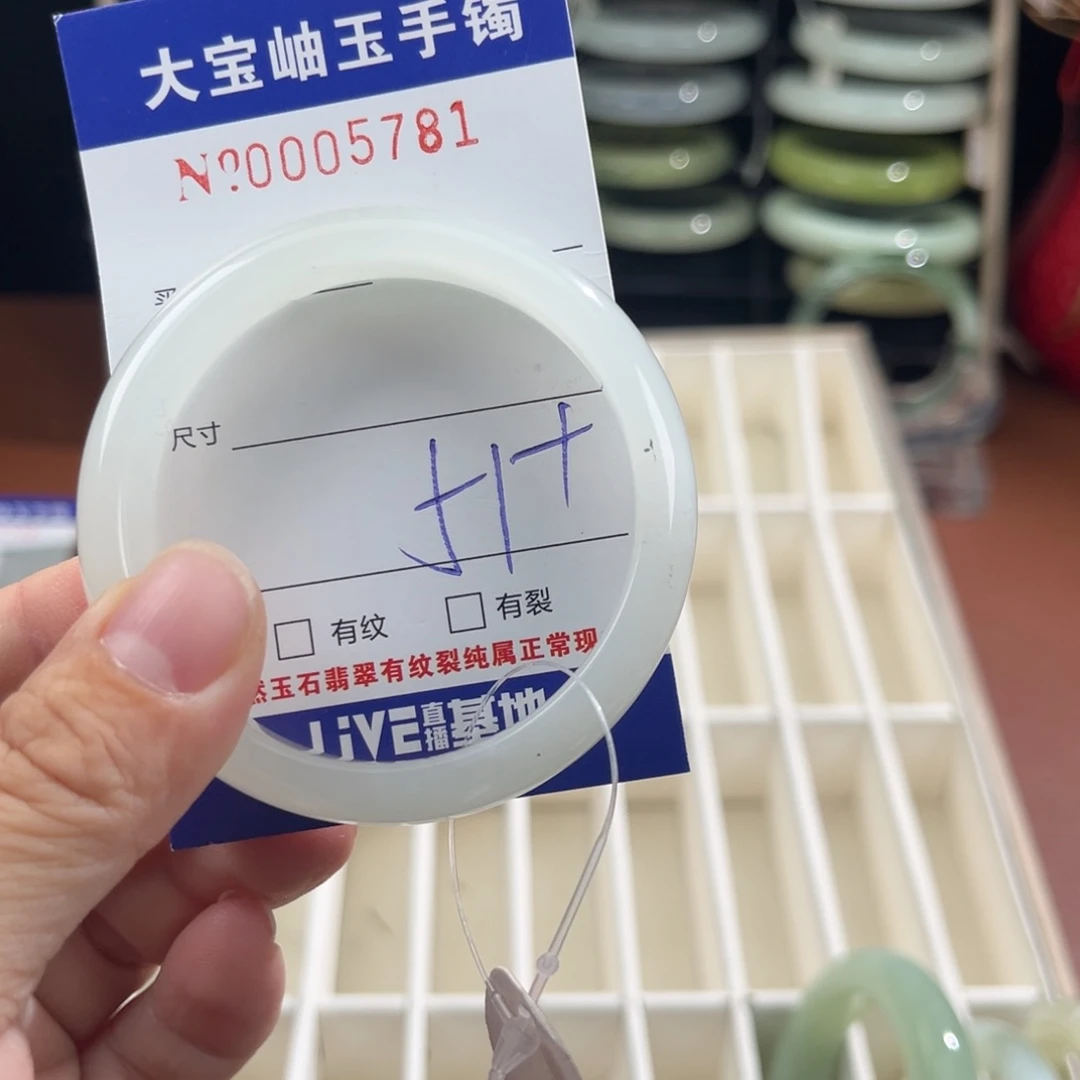 大宝岫玉手镯
Nº0005781
尺寸
51+
有纹 有裂
然玉石翡翠有纹裂纯属正常现
LiVE直播基地